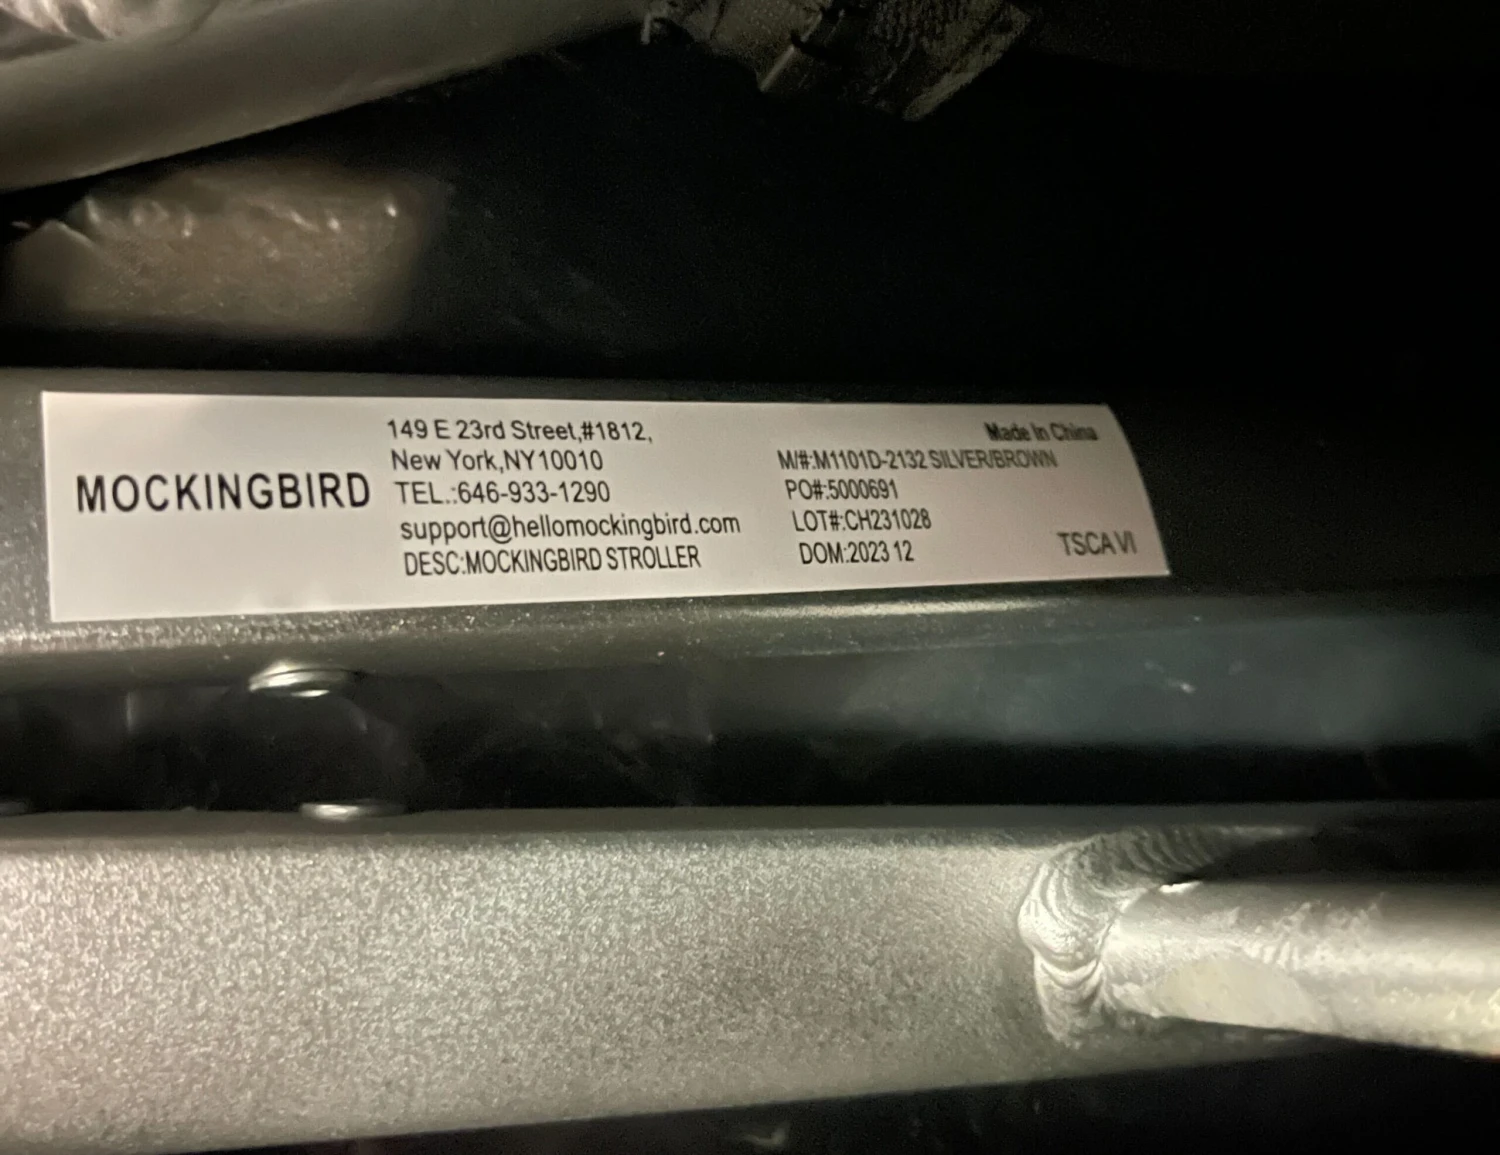 MOCKINGBIRD
149 E 23rd Street,#1812,
New York,NY10010
TEL.:646-933-1290
support@hellomockingbird.com
DESC:MOCKINGBIRD STROLLER
Made In China
M/#:M1101D-2132 SILVER/BROWN
PO#:5000691
LOT#:CH231028
DOM:2023 12
TSCA VI